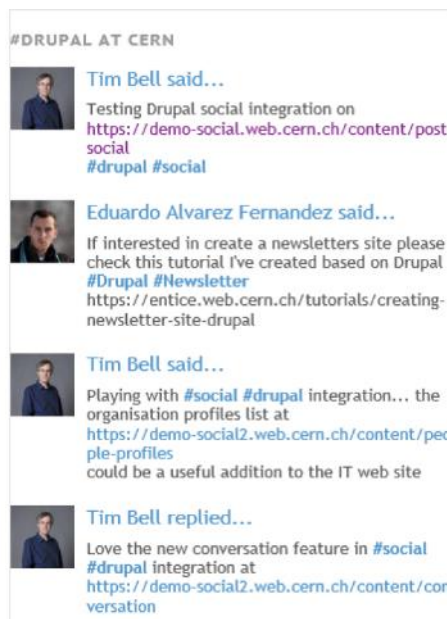 #DRUPAL AT CERN
Tim Bell said...
Testing Drupal social integration on
https://demo-social.web.cern.ch/content/post
social
#drupal #social
Eduardo Alvarez Fernandez said...
If interested in create a newsletters site please
check this tutorial I've created based on Drupal
#Drupal #Newsletter
https://entice.web.cern.ch/tutorials/creating-
newsletter-site-drupal
Tim Bell said...
Playing with #social #drupal integration... the
organisation profiles list at
https://demo-social2.web.cern.ch/content/peo
ple-profiles
could be a useful addition to the IT web site
Tim Bell replied...
Love the new conversation feature in #social
#drupal integration at
https://demo-social2.web.cern.ch/content/con
versation